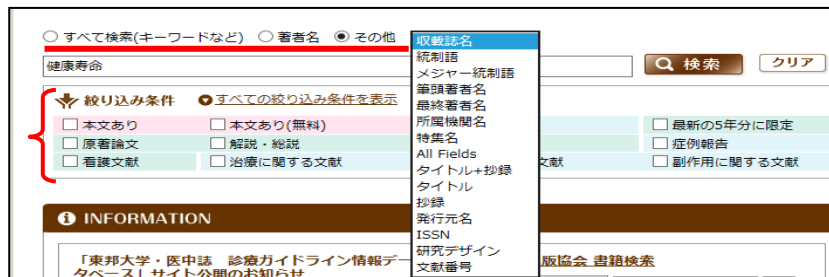 すべて検索(キーワードなど) 著者名 その他
収載誌名
統制語
メジャー統制語
筆頭著者名
最終著者名
所属機関名
特集名
All Fields
タイトル+抄録
タイトル
抄録
発行元名
ISSN
研究デザイン
文献番号
健康寿命 検索 クリア
絞り込み条件 すべての絞り込み条件を表示
本文あり 本文あり(無料) 最新の5年分に限定
原著論文 解説・総説 症例報告
看護文献 治療に関する文献 文献 副作用に関する文献
INFORMATION
「東邦大学・医中誌 診療ガイドライン情報デー 版協会 書籍検索
タベース」サイト公開のお知らせ